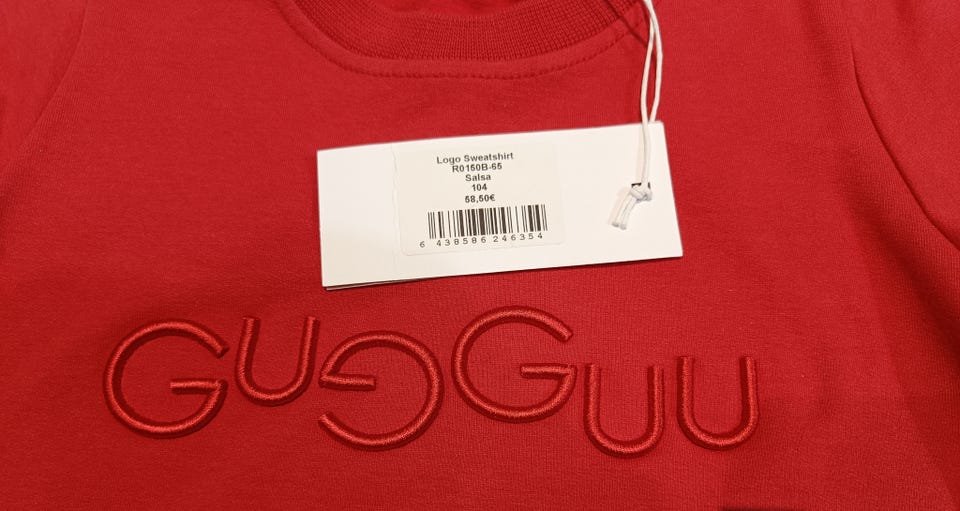 Logo Sweatshirt
R0150B-65
Salsa
104
58,50€
6 438586 246354
GUGGUU